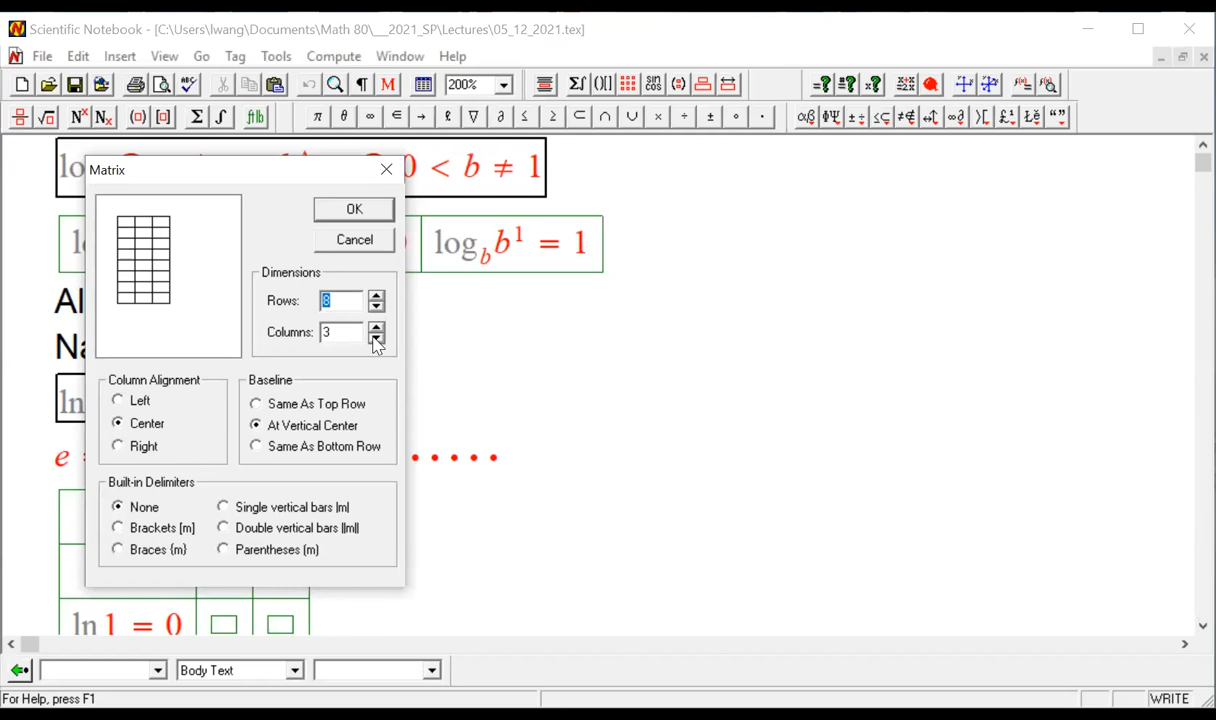 Scientific Notebook - [C:\Users\lwang\Documents\Math 80\__2021_SP\Lectures\05_12_2021.tex]
File Edit Insert View Go Tag Tools Compute Window Help
200%
0 < b ≠ 1
log_b b^1 = 1
Matrix
OK
Cancel
Dimensions
Rows: 8
Columns: 3
Column Alignment
Left
Center
Right
Baseline
Same As Top Row
At Vertical Center
Same As Bottom Row
Built-in Delimiters
None
Brackets [m]
Braces {m}
Single vertical bars |m|
Double vertical bars ||m||
Parentheses (m)
Al
Na
ln
e =
ln 1 = 0
Body Text
For Help, press F1
WRITE